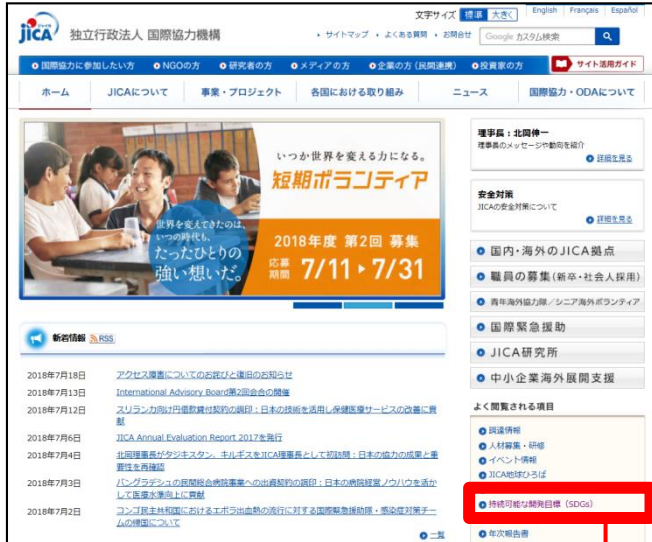 文字サイズ 標準 大きく English Français Español
JICA 独立行政法人 国際協力機構
サイトマップ よくある質問 お問合せ Google カスタム検索
国際協力に参加したい方 NGOの方 研究者の方 メディアの方 企業の方(民間連携) 投資家の方 サイト活用ガイド
ホーム JICAについて 事業・プロジェクト 各国における取り組み ニュース 国際協力・ODAについて
いつか世界を変える力になる。
短期ボランティア
世界を変えてきたのは、
いつの時代も、
たったひとりの
強い想いだ。
2018年度 第2回 募集
応募期間 7/11 ▶ 7/31
新着情報 RSS
2018年7月18日 アクセス障害についてのお詫びと復旧のお知らせ
2018年7月13日 International Advisory Board第2回会合の開催
2018年7月12日 スリランカ向け円借款貸付契約の調印:日本の技術を活用し保健医療サービスの改善に貢
献
2018年7月6日 JICA Annual Evaluation Report 2017を発行
2018年7月4日 北岡理事長がタジキスタン、キルギスをJICA理事長として初訪問:日本の協力の成果と重
要性を再確認
2018年7月3日 バングラデシュの民間総合病院事業への出資契約の調印:日本の病院経営ノウハウを活か
して医療水準向上に貢献
2018年7月2日 コンゴ民主共和国におけるエボラ出血熱の流行に対する国際緊急援助隊・感染症対策チー
ムの帰国について
一覧
理事長:北岡伸一
理事長のメッセージや動向を紹介
詳細を見る
安全対策
JICAの安全対策について
詳細を見る
国内・海外のJICA拠点
職員の募集(新卒・社会人採用)
青年海外協力隊/シニア海外ボランティア
国際緊急援助
JICA研究所
中小企業海外展開支援
よく閲覧される項目
調達情報
人材募集・研修
イベント情報
JICA地球ひろば
持続可能な開発目標(SDGs)
年次報告書